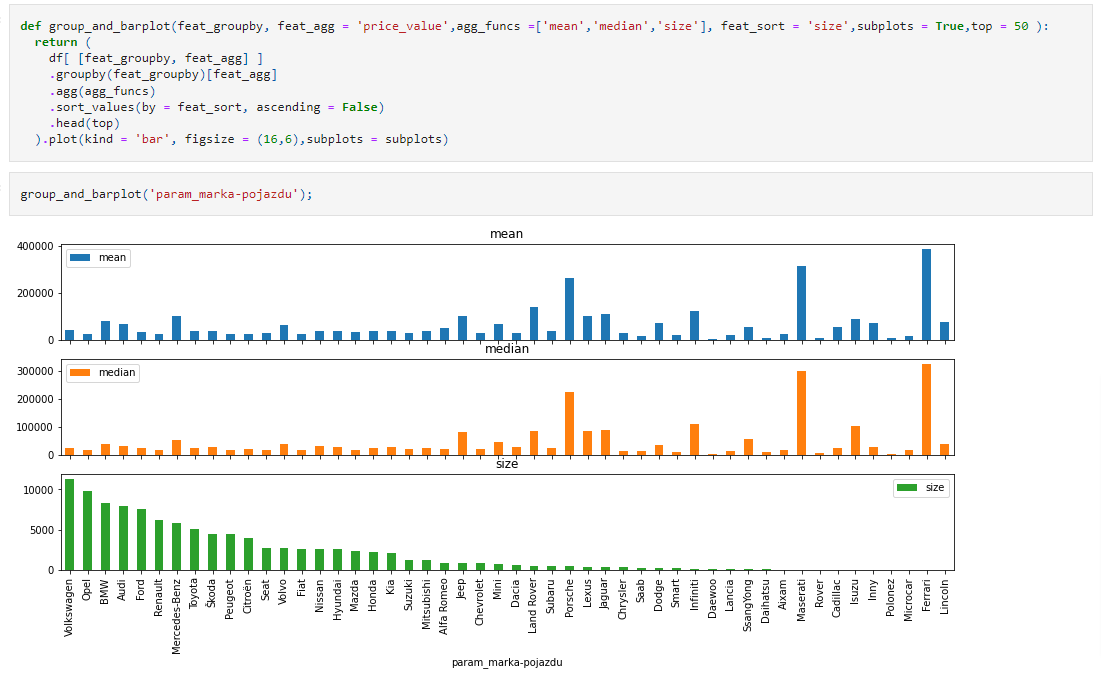 def group_and_barplot(feat_groupby, feat_agg = 'price_value',agg_funcs =['mean','median','size'], feat_sort = 'size',subplots = True,top = 50 ):
return (
df[ [feat_groupby, feat_agg] ]
.groupby(feat_groupby)[feat_agg]
.agg(agg_funcs)
.sort_values(by = feat_sort, ascending = False)
.head(top)
).plot(kind = 'bar', figsize = (16,6),subplots = subplots)
group_and_barplot('param_marka-pojazdu');
mean
400000
200000
0
mean
median
300000
200000
100000
0
median
size
10000
5000
0
size
Volkswagen
Opel
BMW
Audi
Ford
Renault
Mercedes-Benz
Toyota
Škoda
Peugeot
Citroën
Seat
Volvo
Fiat
Nissan
Hyundai
Mazda
Honda
Kia
Suzuki
Mitsubishi
Alfa Romeo
Jeep
Chevrolet
Mini
Dacia
Land Rover
Subaru
Porsche
Lexus
Jaguar
Chrysler
Saab
Dodge
Smart
Infiniti
Daewoo
Lancia
SsangYong
Daihatsu
Aixam
Maserati
Rover
Cadillac
Isuzu
Inny
Polonez
Microcar
Ferrari
Lincoln
param_marka-pojazdu